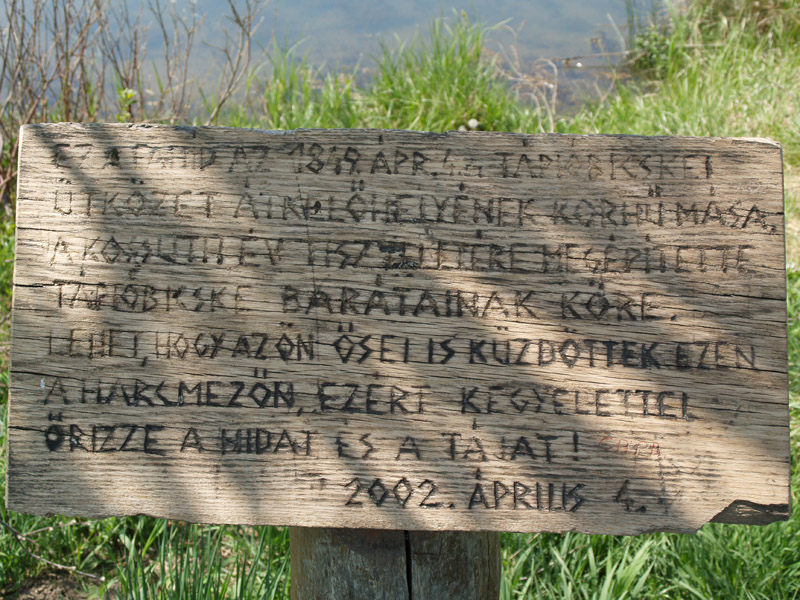 EZ A FAHÍD AZ 1849. ÁPR. 4.-I TÁPIÓBICSKEI
ÜTKÖZET ÁTKELŐHELYÉNEK KORHŰ MÁSA,
A KOSSUTH ÉV TISZTELETÉRE MEGÉPÍTETTE
TÁPIÓBICSKE BARÁTAINAK KÖRE.
LEHET, HOGY AZ ÖN ŐSEI IS KÜZDÖTTEK EZEN
A HARCMEZŐN, EZÉRT KEGYELETTEL
ŐRIZZE A HIDAT ÉS A TÁJAT!
2002. ÁPRILIS 4.